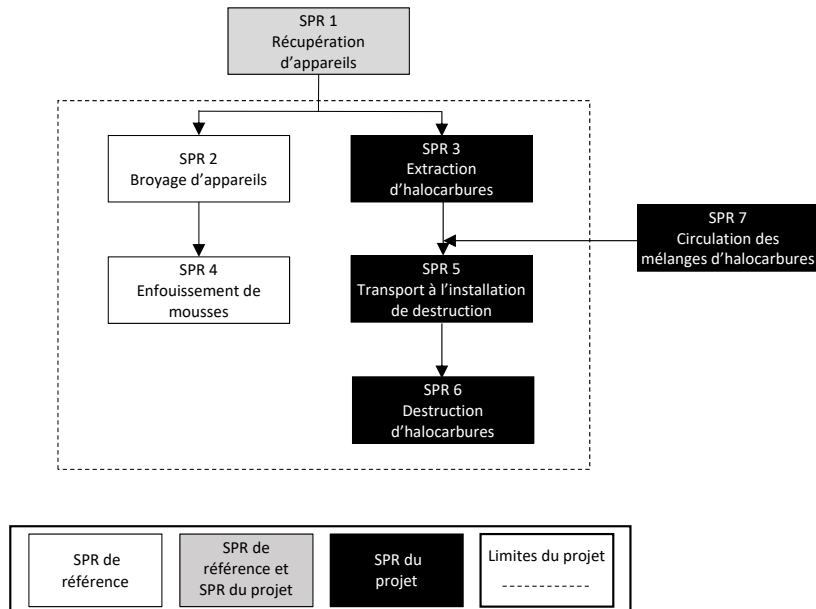 SPR 1
Récupération
d'appareils
SPR 2
Broyage d'appareils
SPR 3
Extraction
d'halocarbures
SPR 7
Circulation des
mélanges d'halocarbures
SPR 4
Enfouissement de
mousses
SPR 5
Transport à l'installation
de destruction
SPR 6
Destruction
d'halocarbures
SPR de
référence
SPR de
référence et
SPR du projet
SPR du
projet
Limites du projet